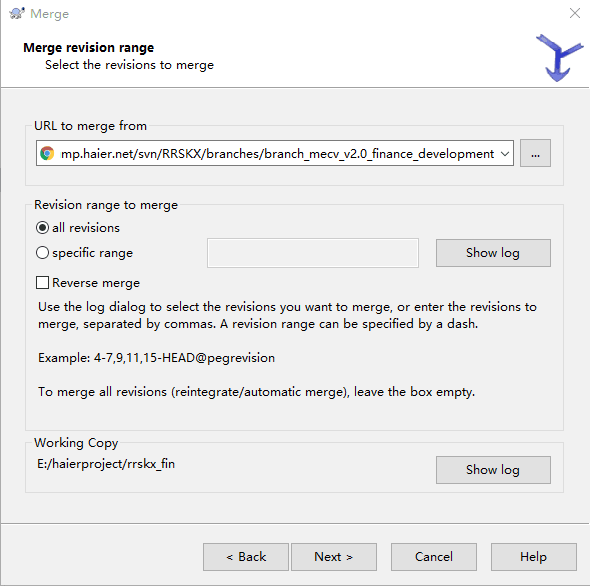 Merge
Merge revision range
Select the revisions to merge
URL to merge from
mp.haier.net/svn/RRSKX/branches/branch_mecv_v2.0_finance_development
...
Revision range to merge
all revisions
specific range
Show log
Reverse merge
Use the log dialog to select the revisions you want to merge, or enter the revisions to
merge, separated by commas. A revision range can be specified by a dash.
Example: 4-7,9,11,15-HEAD@pegrevision
To merge all revisions (reintegrate/automatic merge), leave the box empty.
Working Copy
E:/haierproject/rrskx_fin
Show log
< Back
Next >
Cancel
Help